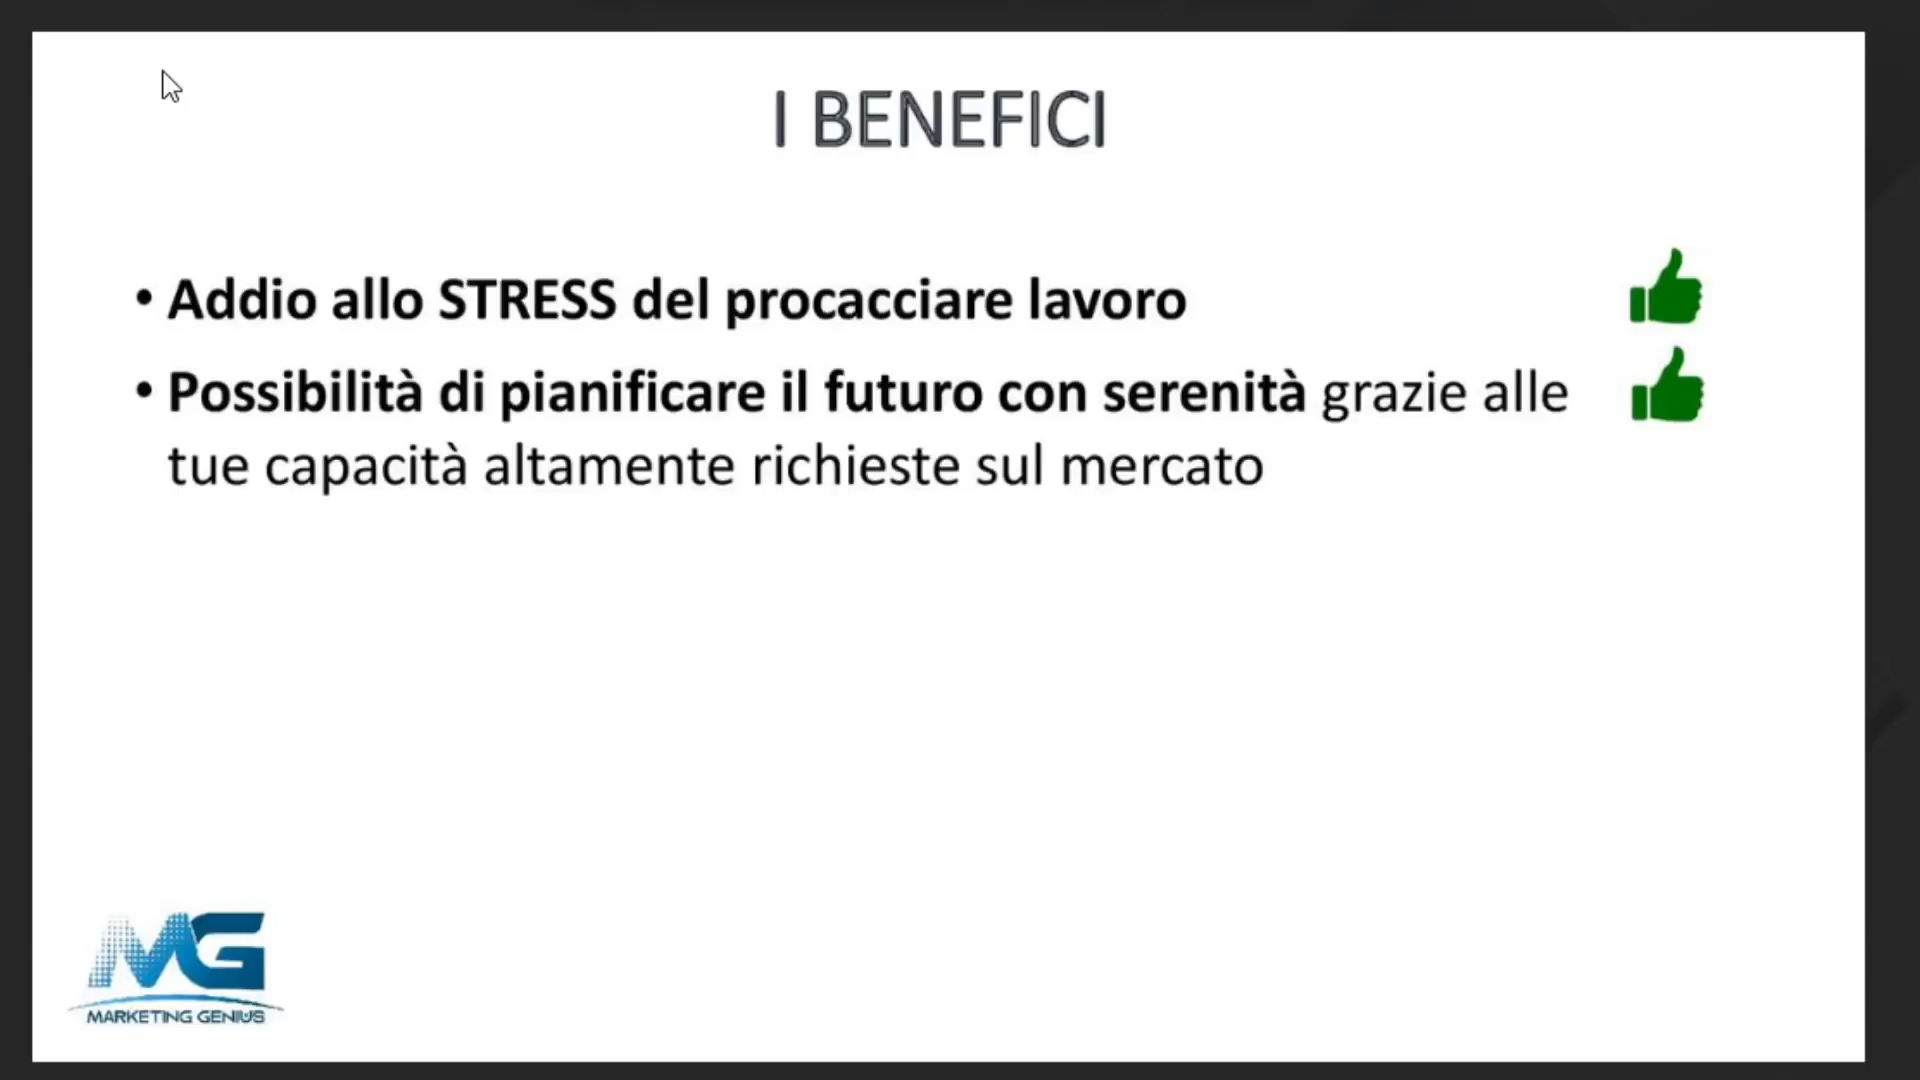 I BENEFICI
• Addio allo STRESS del procacciare lavoro
• Possibilità di pianificare il futuro con serenità grazie alle
tue capacità altamente richieste sul mercato
MG
MARKETING GENIUS